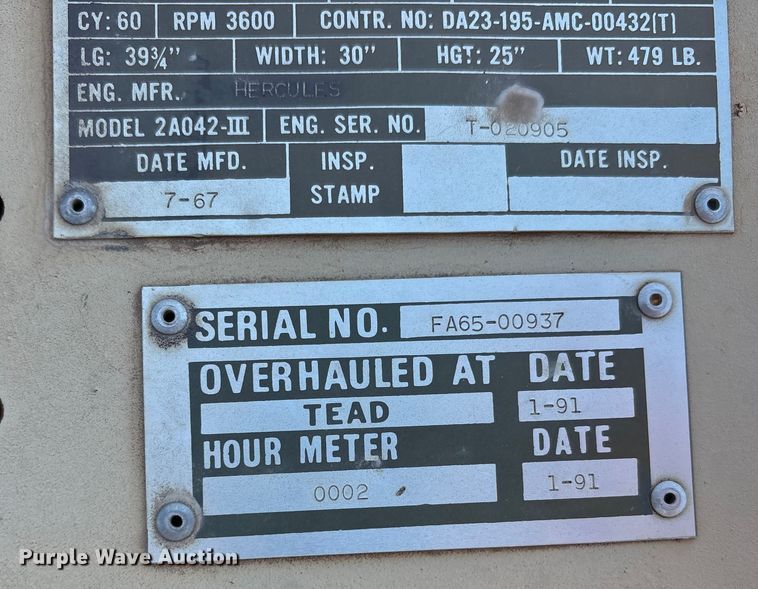 CY: 60 RPM 3600 CONTR. NO: DA23-195-AMC-00432(T)
LG: 39¾" WIDTH: 30" HGT: 25" WT: 479 LB.
ENG. MFR. HERCULES
MODEL 2A042-III ENG. SER. NO. T-020905
DATE MFD. INSP. STAMP DATE INSP.
7-67
SERIAL NO. FA65-00937
OVERHAULED AT DATE
TEAD 1-91
HOUR METER DATE
0002 1-91
Purple Wave Auction